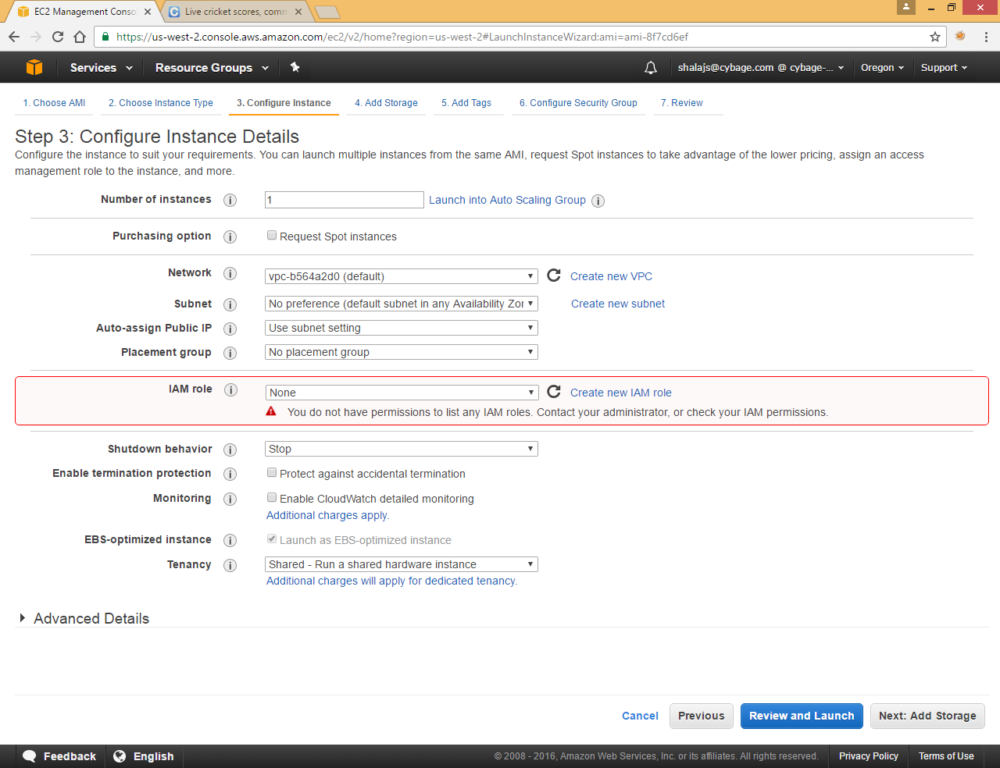 EC2 Management Conso
Live cricket scores, comm
https://us-west-2.console.aws.amazon.com/ec2/v2/home?region=us-west-2#LaunchInstanceWizard:ami=ami-8f7cd6ef
Services Resource Groups shalajs@cybage.com @ cybage-... Oregon Support
1. Choose AMI 2. Choose Instance Type 3. Configure Instance 4. Add Storage 5. Add Tags 6. Configure Security Group 7. Review
Step 3: Configure Instance Details
Configure the instance to suit your requirements. You can launch multiple instances from the same AMI, request Spot instances to take advantage of the lower pricing, assign an access
management role to the instance, and more.
Number of instances 1 Launch into Auto Scaling Group
Purchasing option Request Spot instances
Network vpc-b564a2d0 (default) Create new VPC
Subnet No preference (default subnet in any Availability Zor Create new subnet
Auto-assign Public IP Use subnet setting
Placement group No placement group
IAM role None Create new IAM role
You do not have permissions to list any IAM roles. Contact your administrator, or check your IAM permissions.
Shutdown behavior Stop
Enable termination protection Protect against accidental termination
Monitoring Enable CloudWatch detailed monitoring
Additional charges apply.
EBS-optimized instance Launch as EBS-optimized instance
Tenancy Shared - Run a shared hardware instance
Additional charges will apply for dedicated tenancy.
Advanced Details
Cancel Previous Review and Launch Next: Add Storage
Feedback English © 2008 - 2016, Amazon Web Services, Inc. or its affiliates. All rights reserved. Privacy Policy Terms of Use